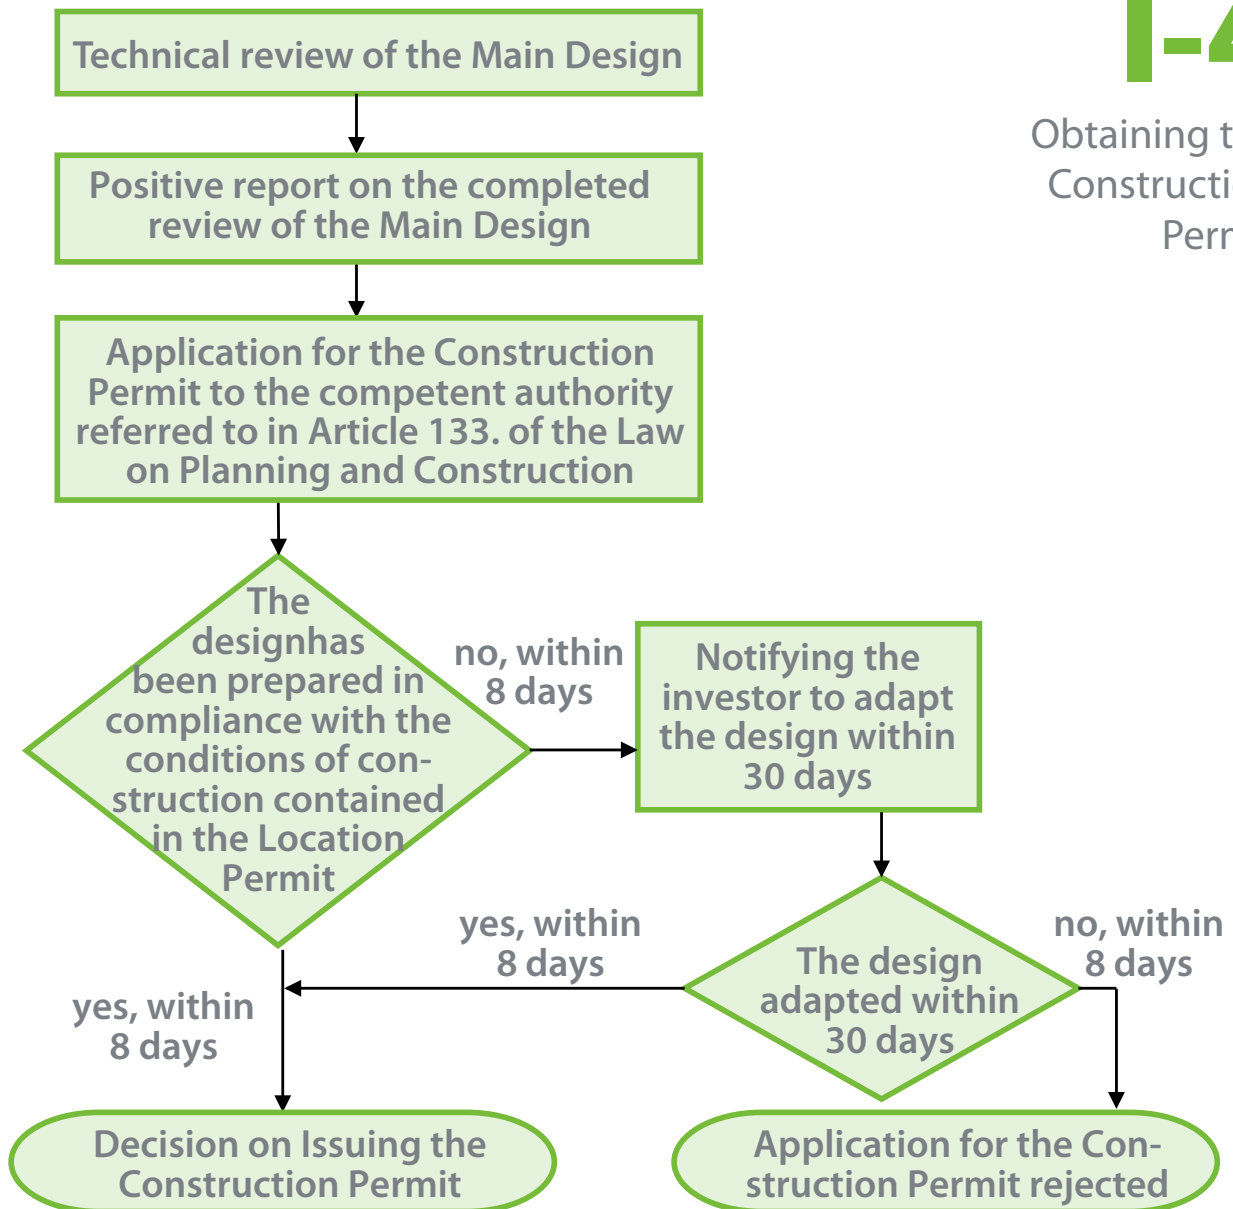 Technical review of the Main Design
I-4
Obtaining t
Constructi
Perm
Positive report on the completed
review of the Main Design
Application for the Construction
Permit to the competent authority
referred to in Article 133. of the Law
on Planning and Construction
The
designhas
been prepared in
compliance with the
conditions of con-
struction contained
in the Location
Permit
no, within
8 days
Notifying the
investor to adapt
the design within
30 days
yes, within
8 days
The design
adapted within
30 days
no, within
8 days
yes, within
8 days
Decision on Issuing the
Construction Permit
Application for the Con-
struction Permit rejected